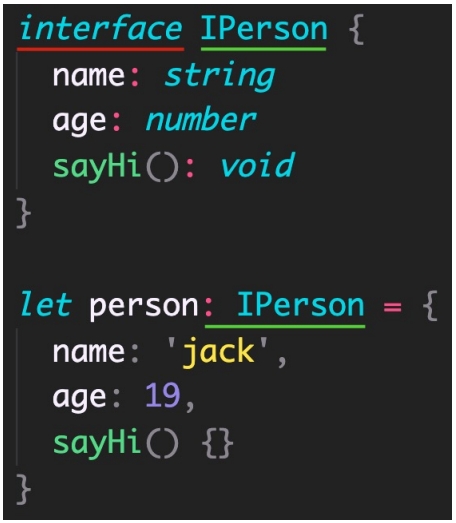 interface IPerson {
  name: string
  age: number
  sayHi(): void
}
let person: IPerson = {
  name: 'jack',
  age: 19,
  sayHi() {}
}